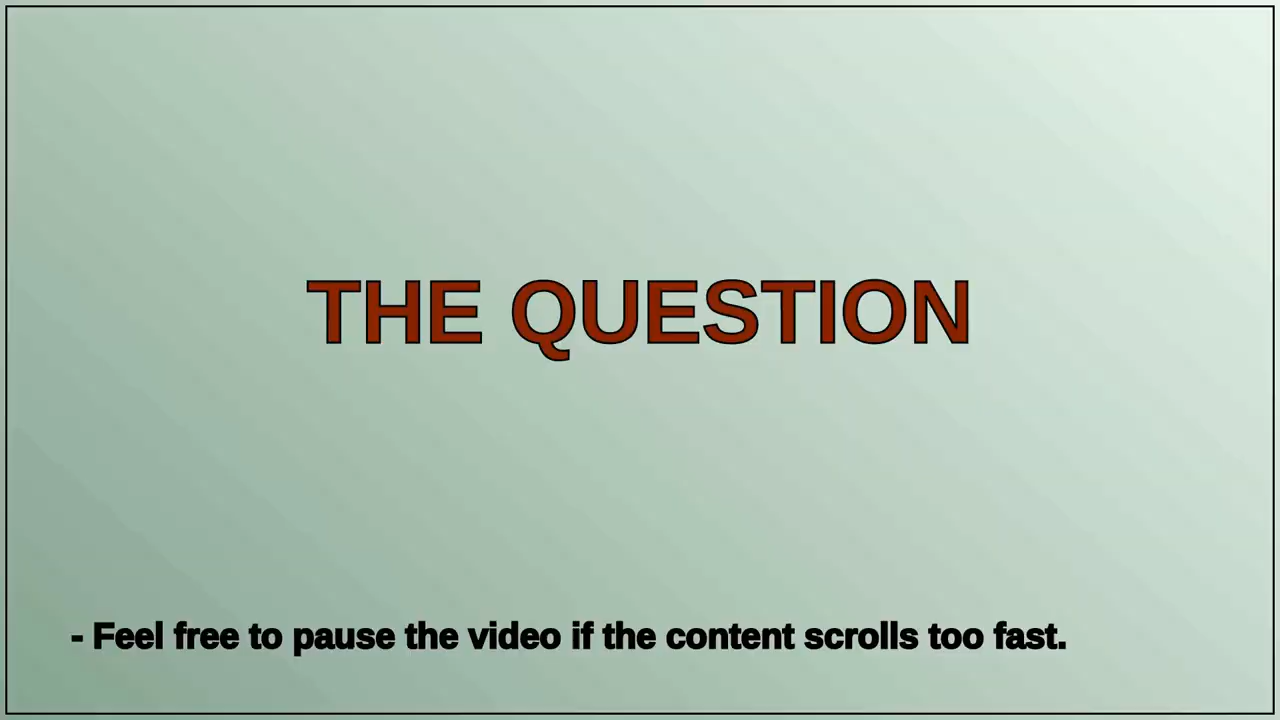 THE QUESTION
- Feel free to pause the video if the content scrolls too fast.